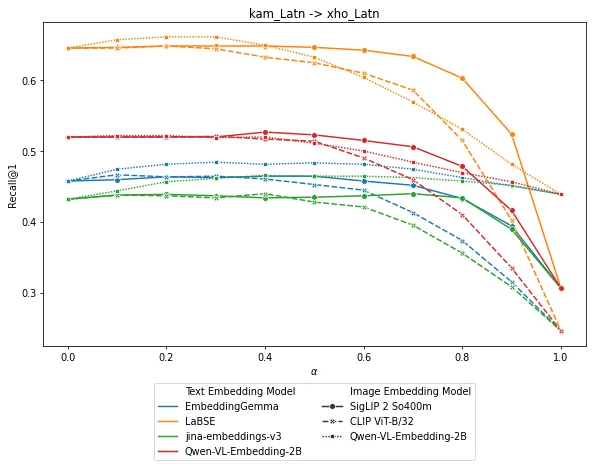 kam_Latn -> xho_Latn
Recall@1
0.6
0.5
0.4
0.3
0.0 0.2 0.4 0.6 0.8 1.0
α
Text Embedding Model Image Embedding Model
EmbeddingGemma SigLIP 2 So400m
LaBSE CLIP ViT-B/32
jina-embeddings-v3 Qwen-VL-Embedding-2B
Qwen-VL-Embedding-2B